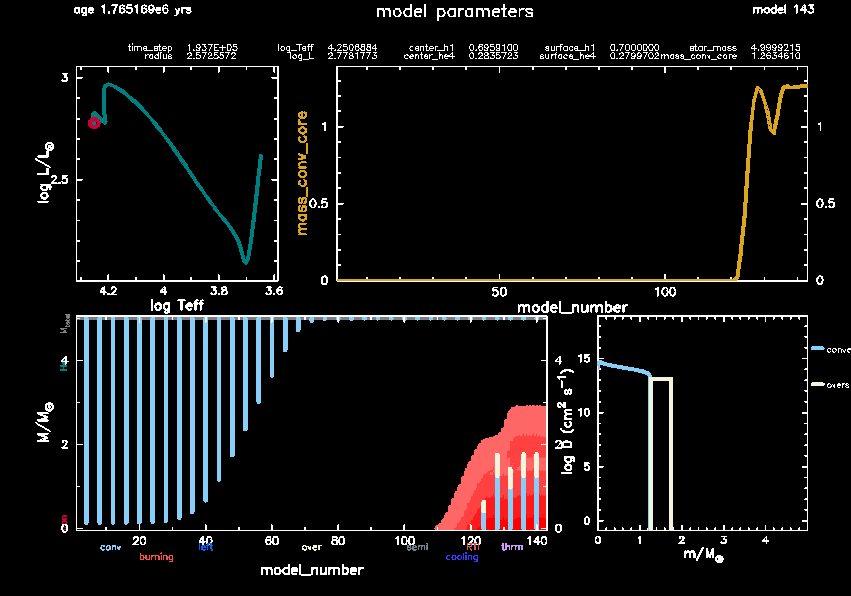 age 1.765169e6 yrs model parameters model 143
time_step 1.937E+05 log_Teff 4.2506884 center_h1 0.6959100 surface_h1 0.7000000 star_mass 4.9999215
radius 2.5725572 log_L 2.7781773 center_he4 0.2835723 surface_he4 0.2799702 mass_conv_core 1.2634610
3
2.5
log L/L⊙
4.2 4 3.8 3.6
log Teff
mass_conv_core
1
0.5
0
1
0.5
0
50 100
model_number
M/M⊙
4
2
0
4
2
0
20 40 60 80 100 120 140
conv left over semi thrm
burning cooling
model_number
log D (cm² s⁻¹)
15
10
5
0
0 2 4
m/M⊙
conve
overs